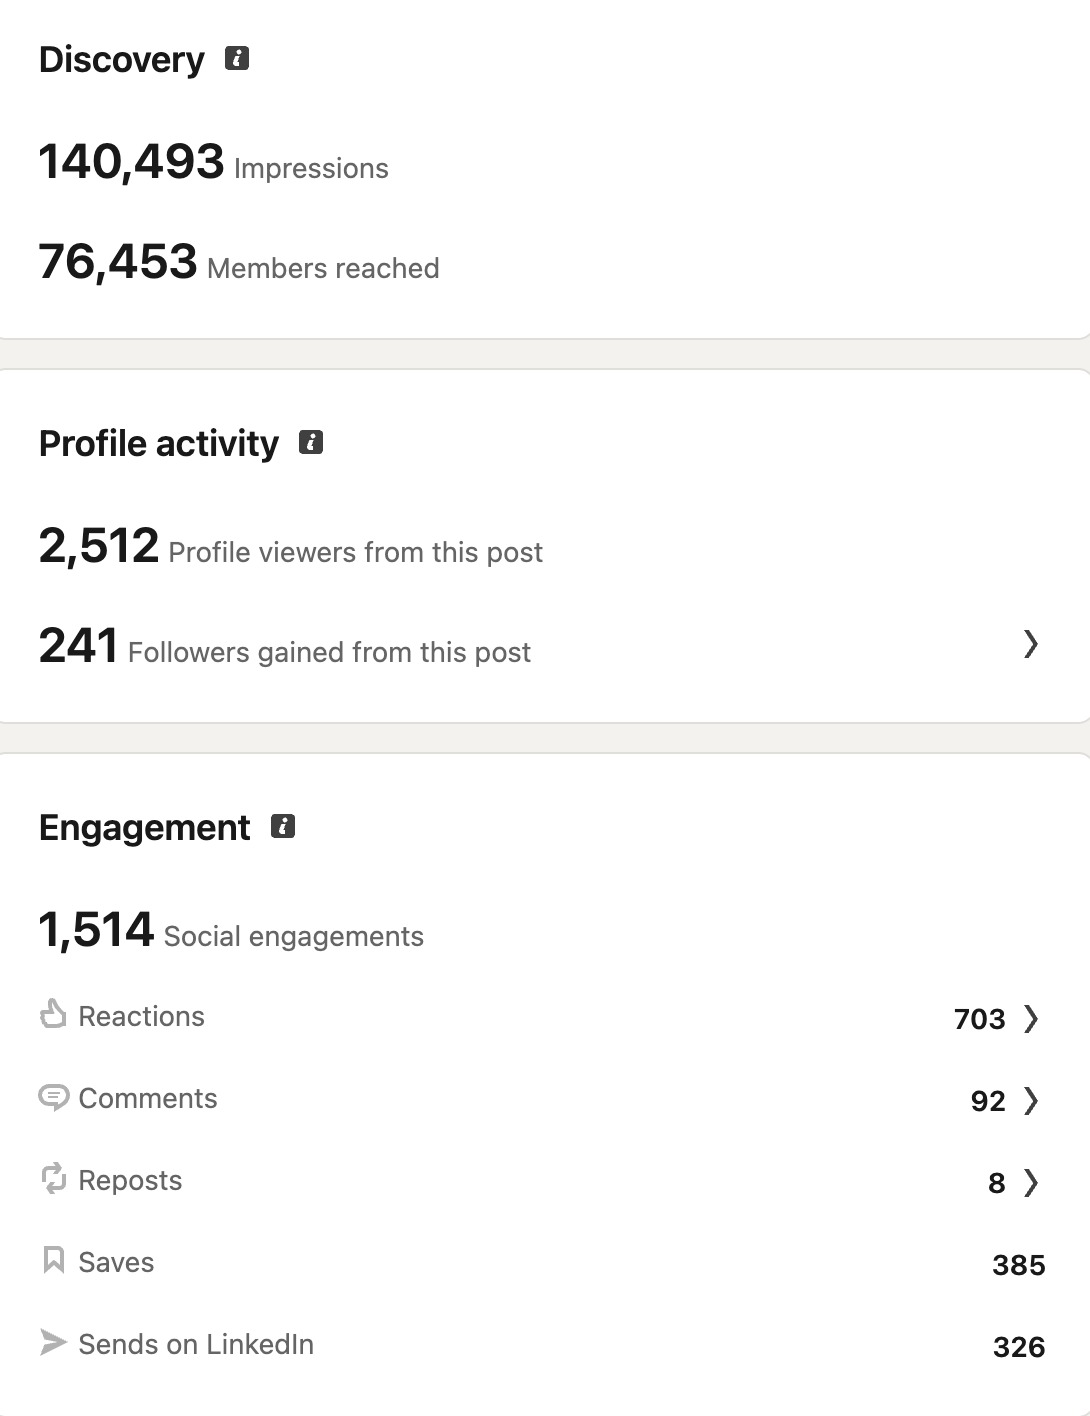 Discovery
140,493 Impressions
76,453 Members reached
Profile activity
2,512 Profile viewers from this post
241 Followers gained from this post
Engagement
1,514 Social engagements
Reactions 703
Comments 92
Reposts 8
Saves 385
Sends on LinkedIn 326